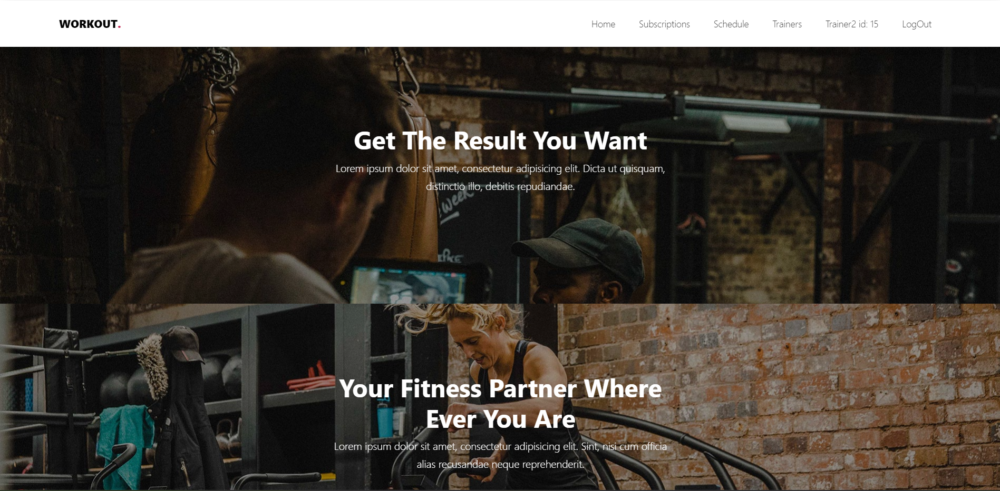 WORKOUT.
Home Subscriptions Schedule Trainers Trainer2 id: 15 LogOut
Get The Result You Want
Lorem ipsum dolor sit amet, consectetur adipisicing elit. Dicta ut quisquam,
distinctio illo, debitis repudiandae.
WEEK
Your Fitness Partner Where
Ever You Are
Lorem ipsum dolor sit amet, consectetur adipisicing elit. Sint, nisi cum officia
alias recusandae neque reprehenderit.